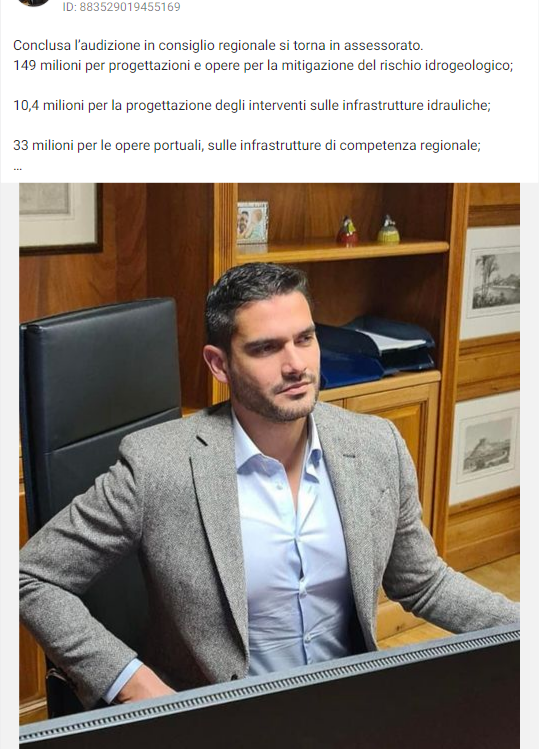 ID: 883529019455169
Conclusa l’audizione in consiglio regionale si torna in assessorato.
149 milioni per progettazioni e opere per la mitigazione del rischio idrogeologico;
10,4 milioni per la progettazione degli interventi sulle infrastrutture idrauliche;
33 milioni per le opere portuali, sulle infrastrutture di competenza regionale;
...